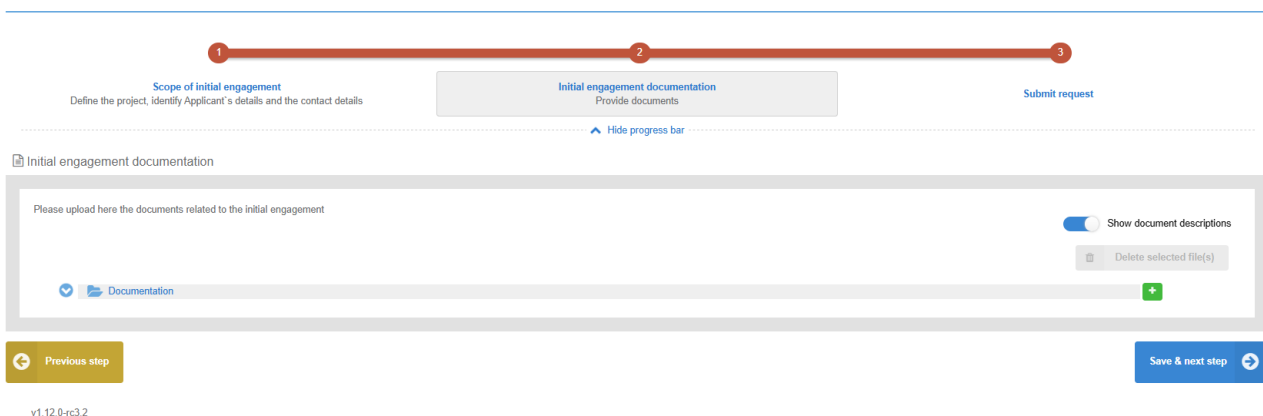 1
2
3
Scope of initial engagement
Define the project, identify Applicant`s details and the contact details
Initial engagement documentation
Provide documents
Submit request
Hide progress bar
Initial engagement documentation
Please upload here the documents related to the initial engagement
Show document descriptions
Delete selected file(s)
Documentation
Previous step
Save & next step
v1.12.0-rc3.2